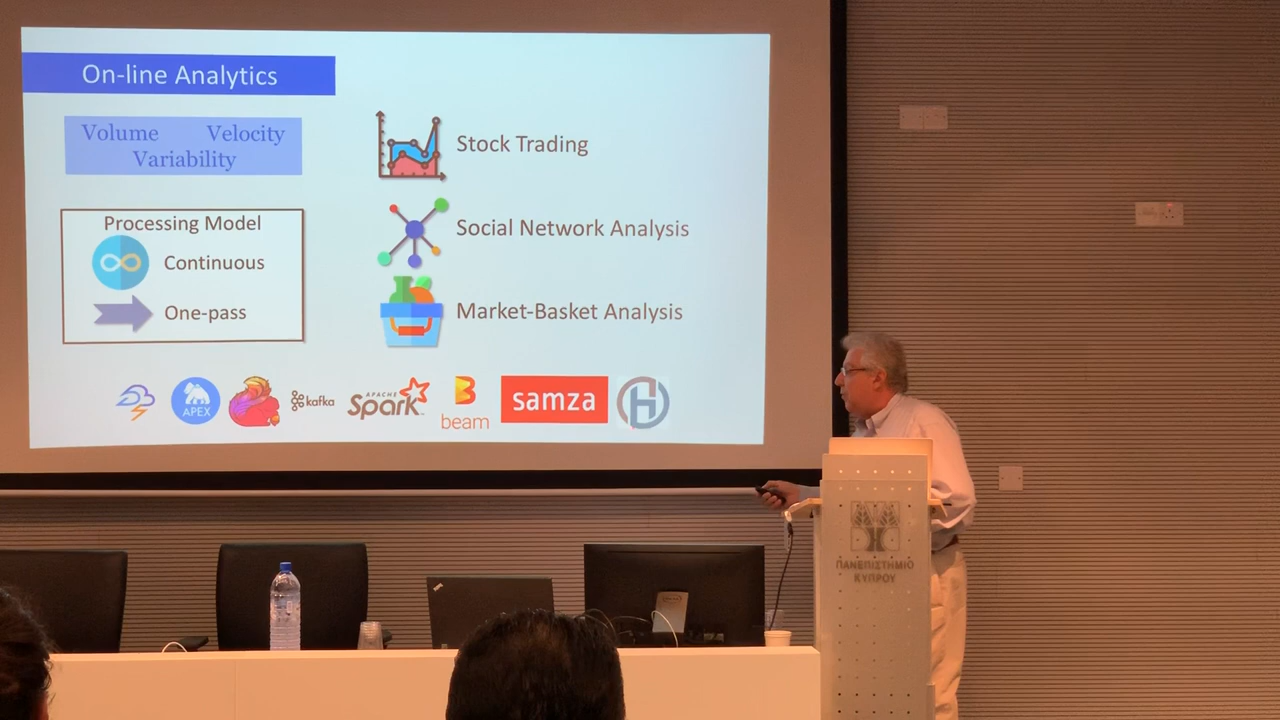 On-line Analytics
Volume Velocity
Variability
Processing Model
Continuous
One-pass
Stock Trading
Social Network Analysis
Market-Basket Analysis
APEX
kafka
APACHE
Spark
beam
samza
H
ΠΑΝΕΠΙΣΤΗΜΙΟ
ΚΥΠΡΟΥ